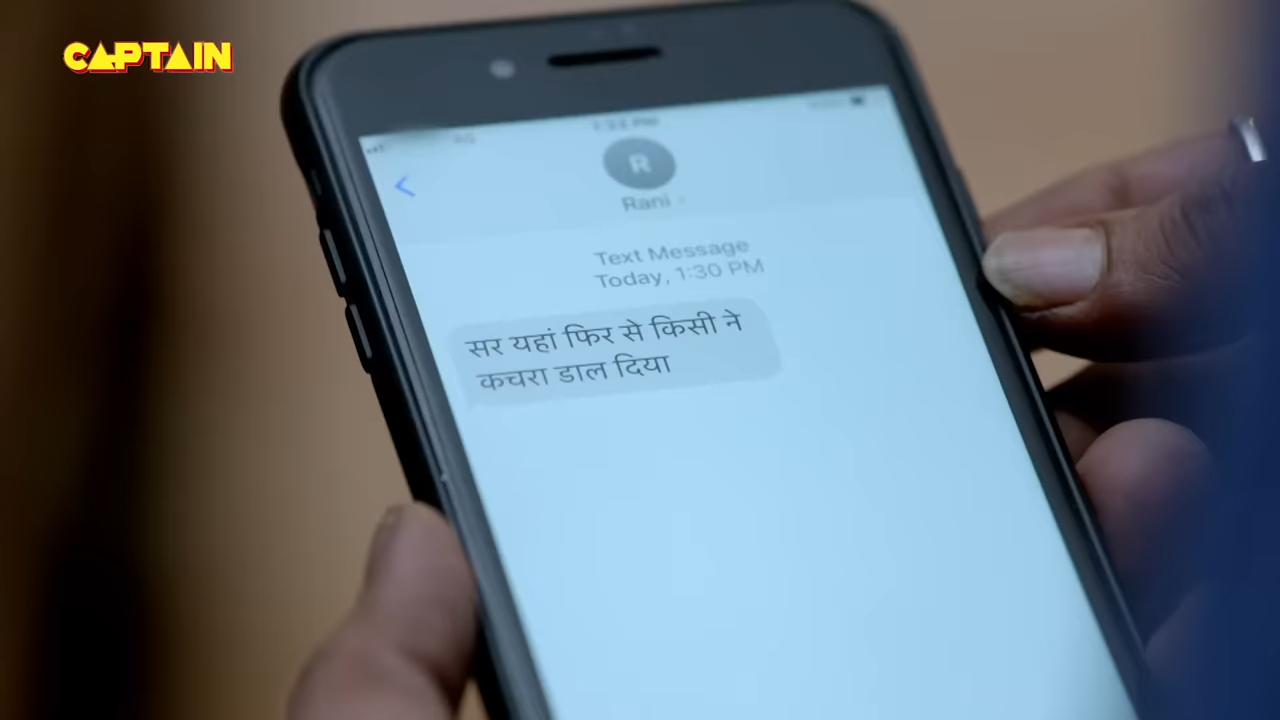 CAPTAIN
R
Rani
Text Message
Today, 1:30 PM
सर यहां फिर से किसी ने
कचरा डाल दिया